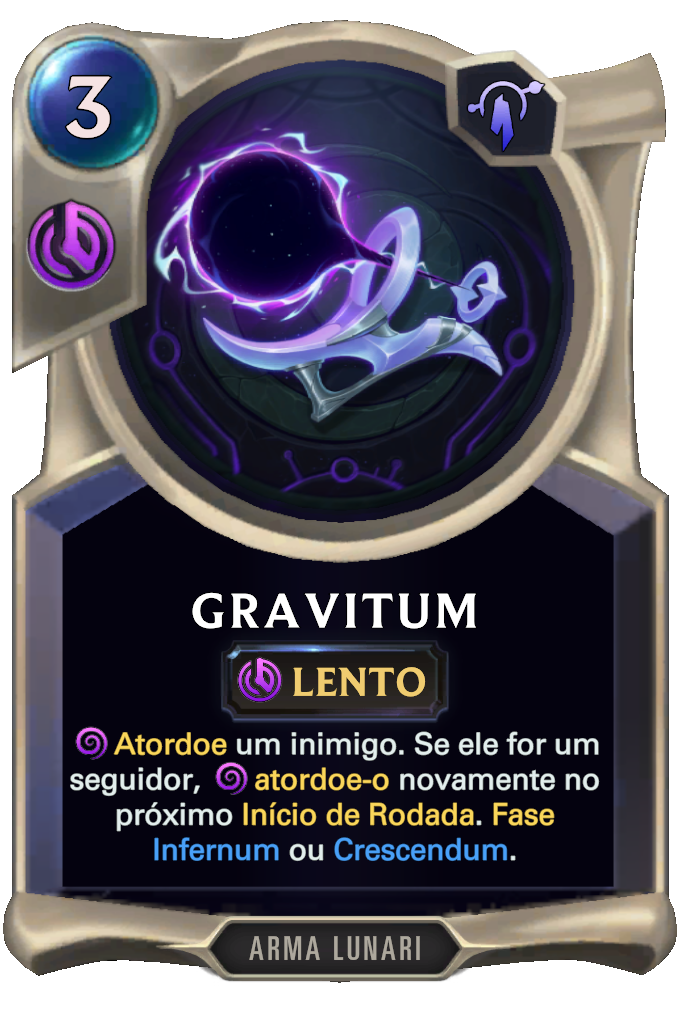 3
GRAVITUM
LENTO
Atordoe um inimigo. Se ele for um
seguidor, atordoe-o novamente no
próximo Início de Rodada. Fase
Infernum ou Crescendum.
ARMA LUNARI